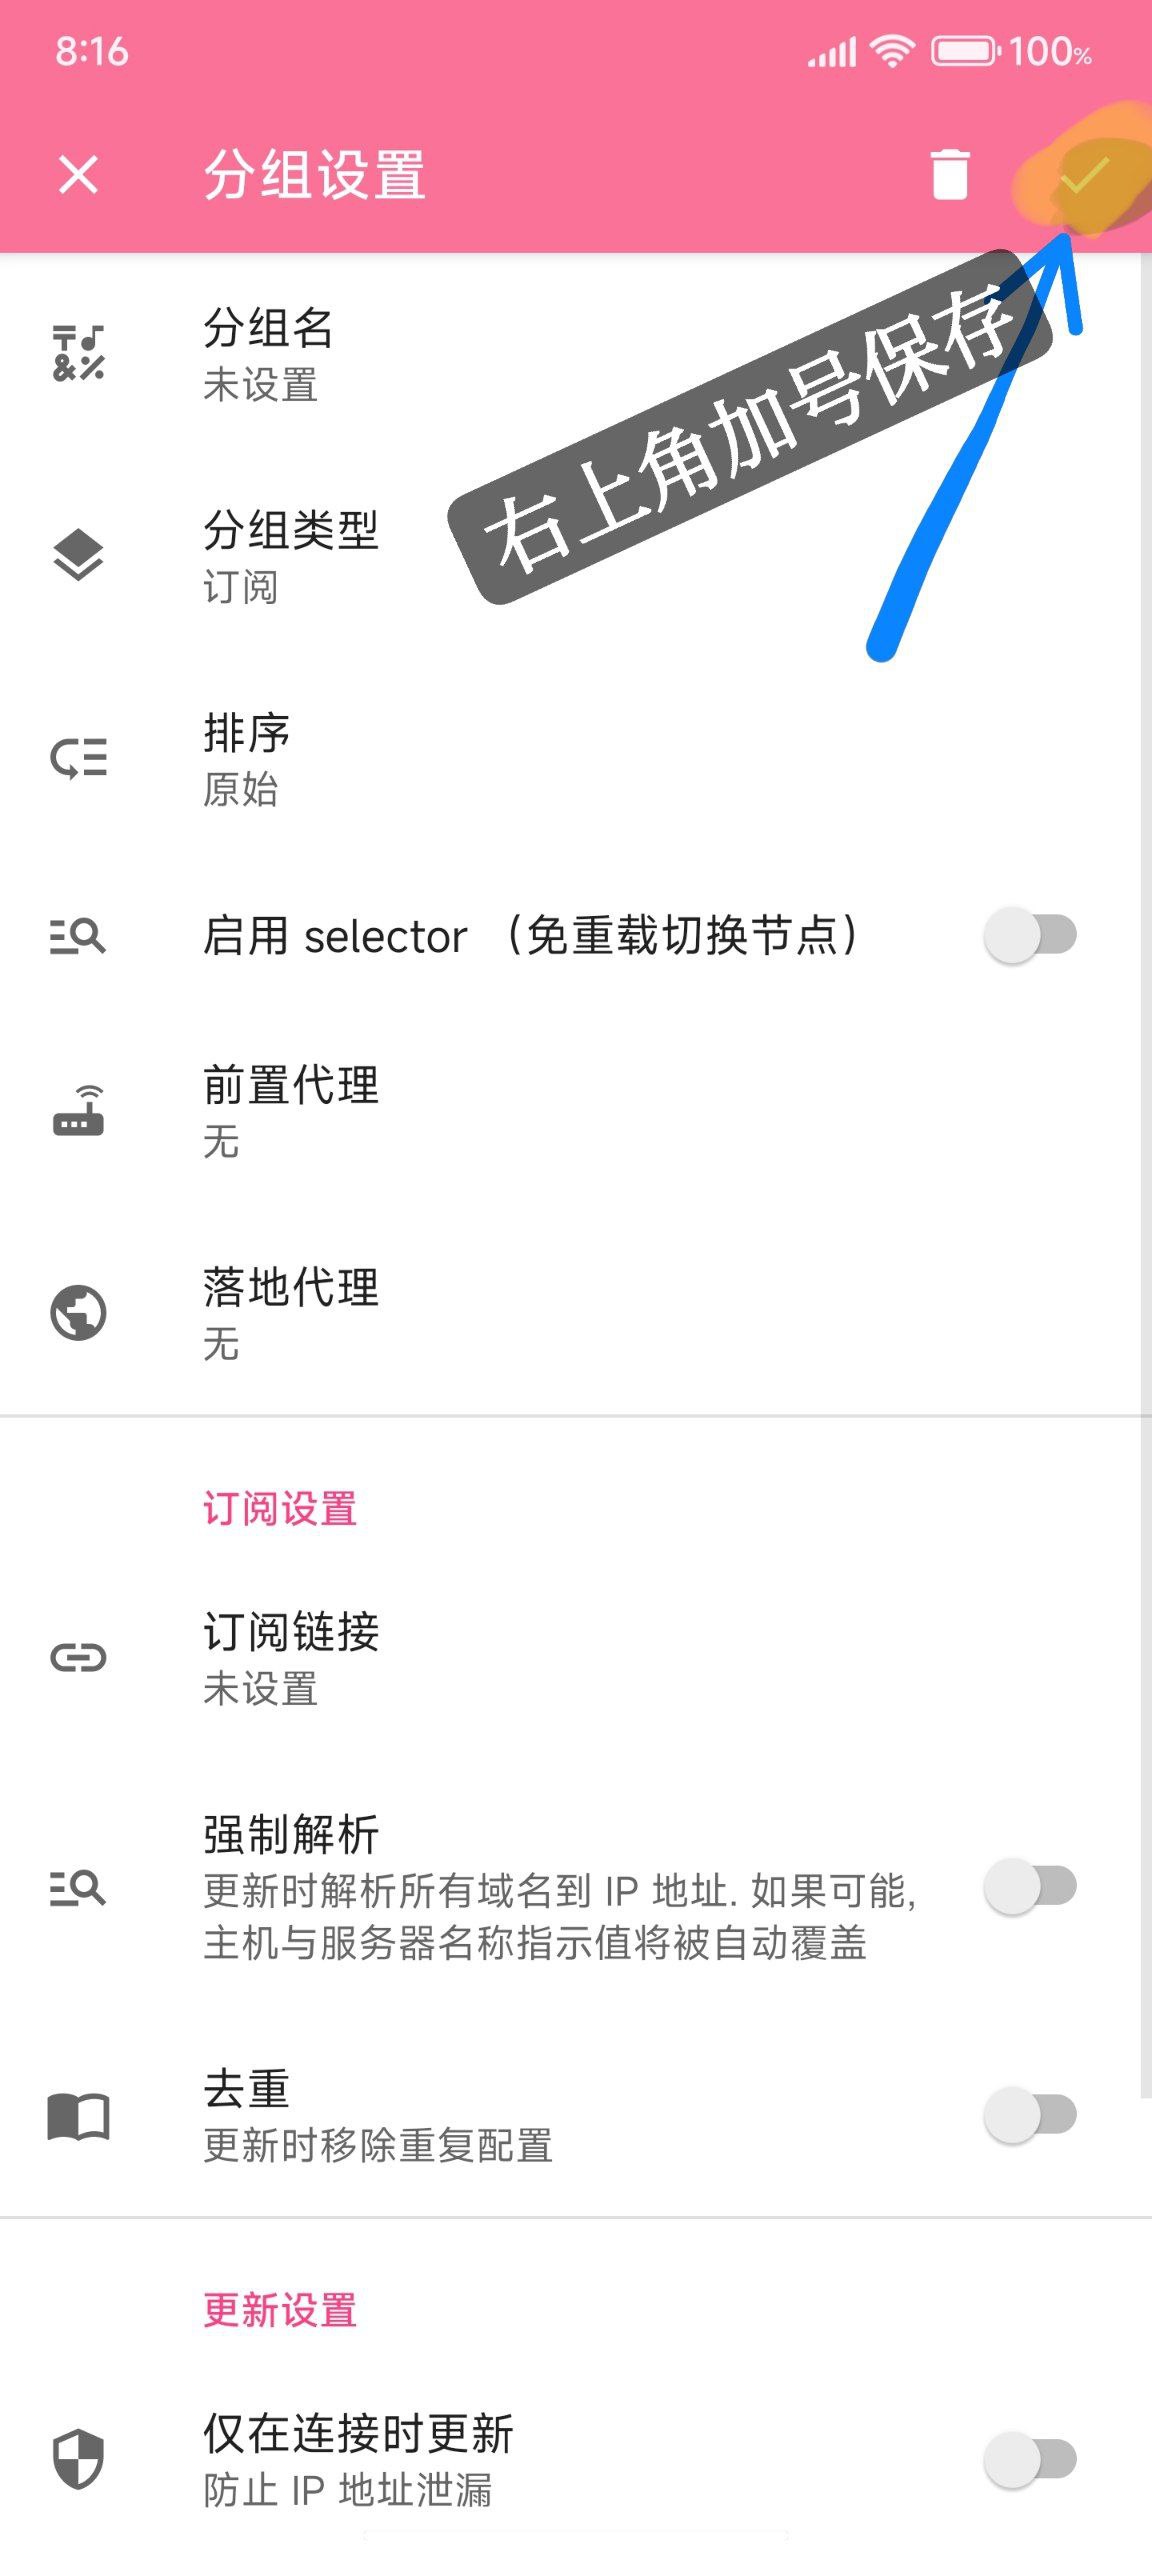 8:16
100%
分组设置
分组名
未设置
右上角加号保存
分组类型
订阅
排序
原始
启用 selector （免重载切换节点）
前置代理
无
落地代理
无
订阅设置
订阅链接
未设置
强制解析
更新时解析所有域名到 IP 地址. 如果可能,
主机与服务器名称指示值将被自动覆盖
去重
更新时移除重复配置
更新设置
仅在连接时更新
防止 IP 地址泄漏